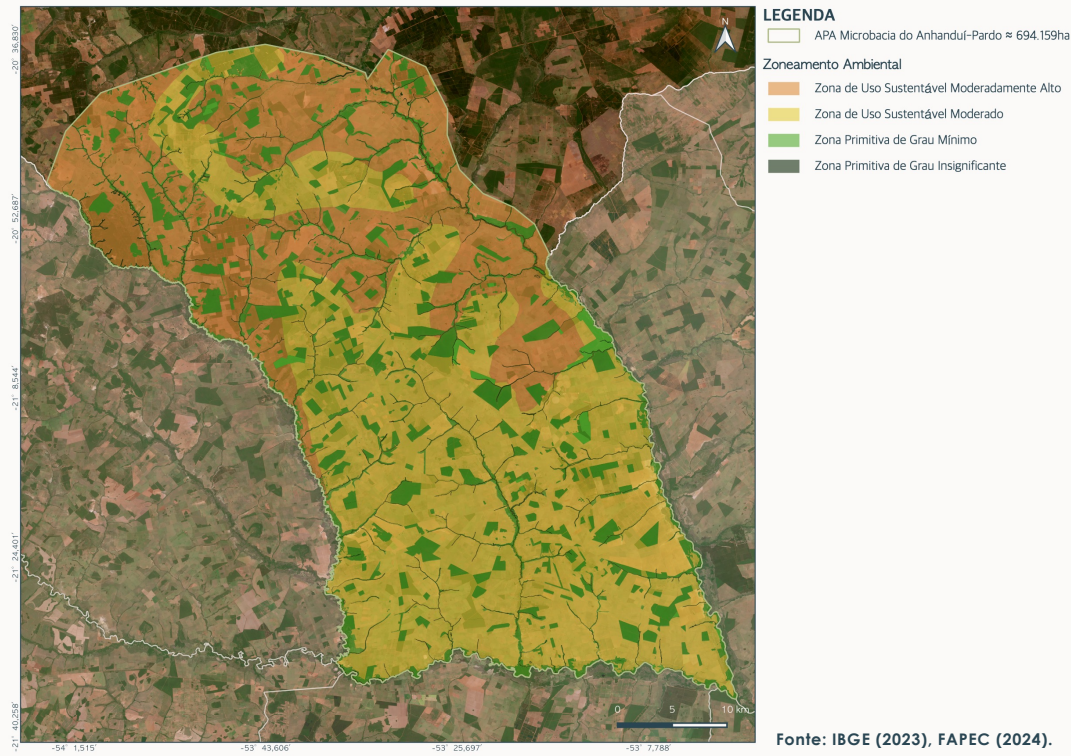 LEGENDA
APA Microbacia do Anhanduí-Pardo ≈ 694.159ha
Zoneamento Ambiental
Zona de Uso Sustentável Moderadamente Alto
Zona de Uso Sustentável Moderado
Zona Primitiva de Grau Mínimo
Zona Primitiva de Grau Insignificante
N
-20° 36,830'
-20° 52,687'
-21° 8,544'
-21° 24,401'
-21° 40,258'
0 5 10 km
-54° 1,515' -53° 43,606' -53° 25,697' -53° 7,788'
Fonte: IBGE (2023), FAPEC (2024).